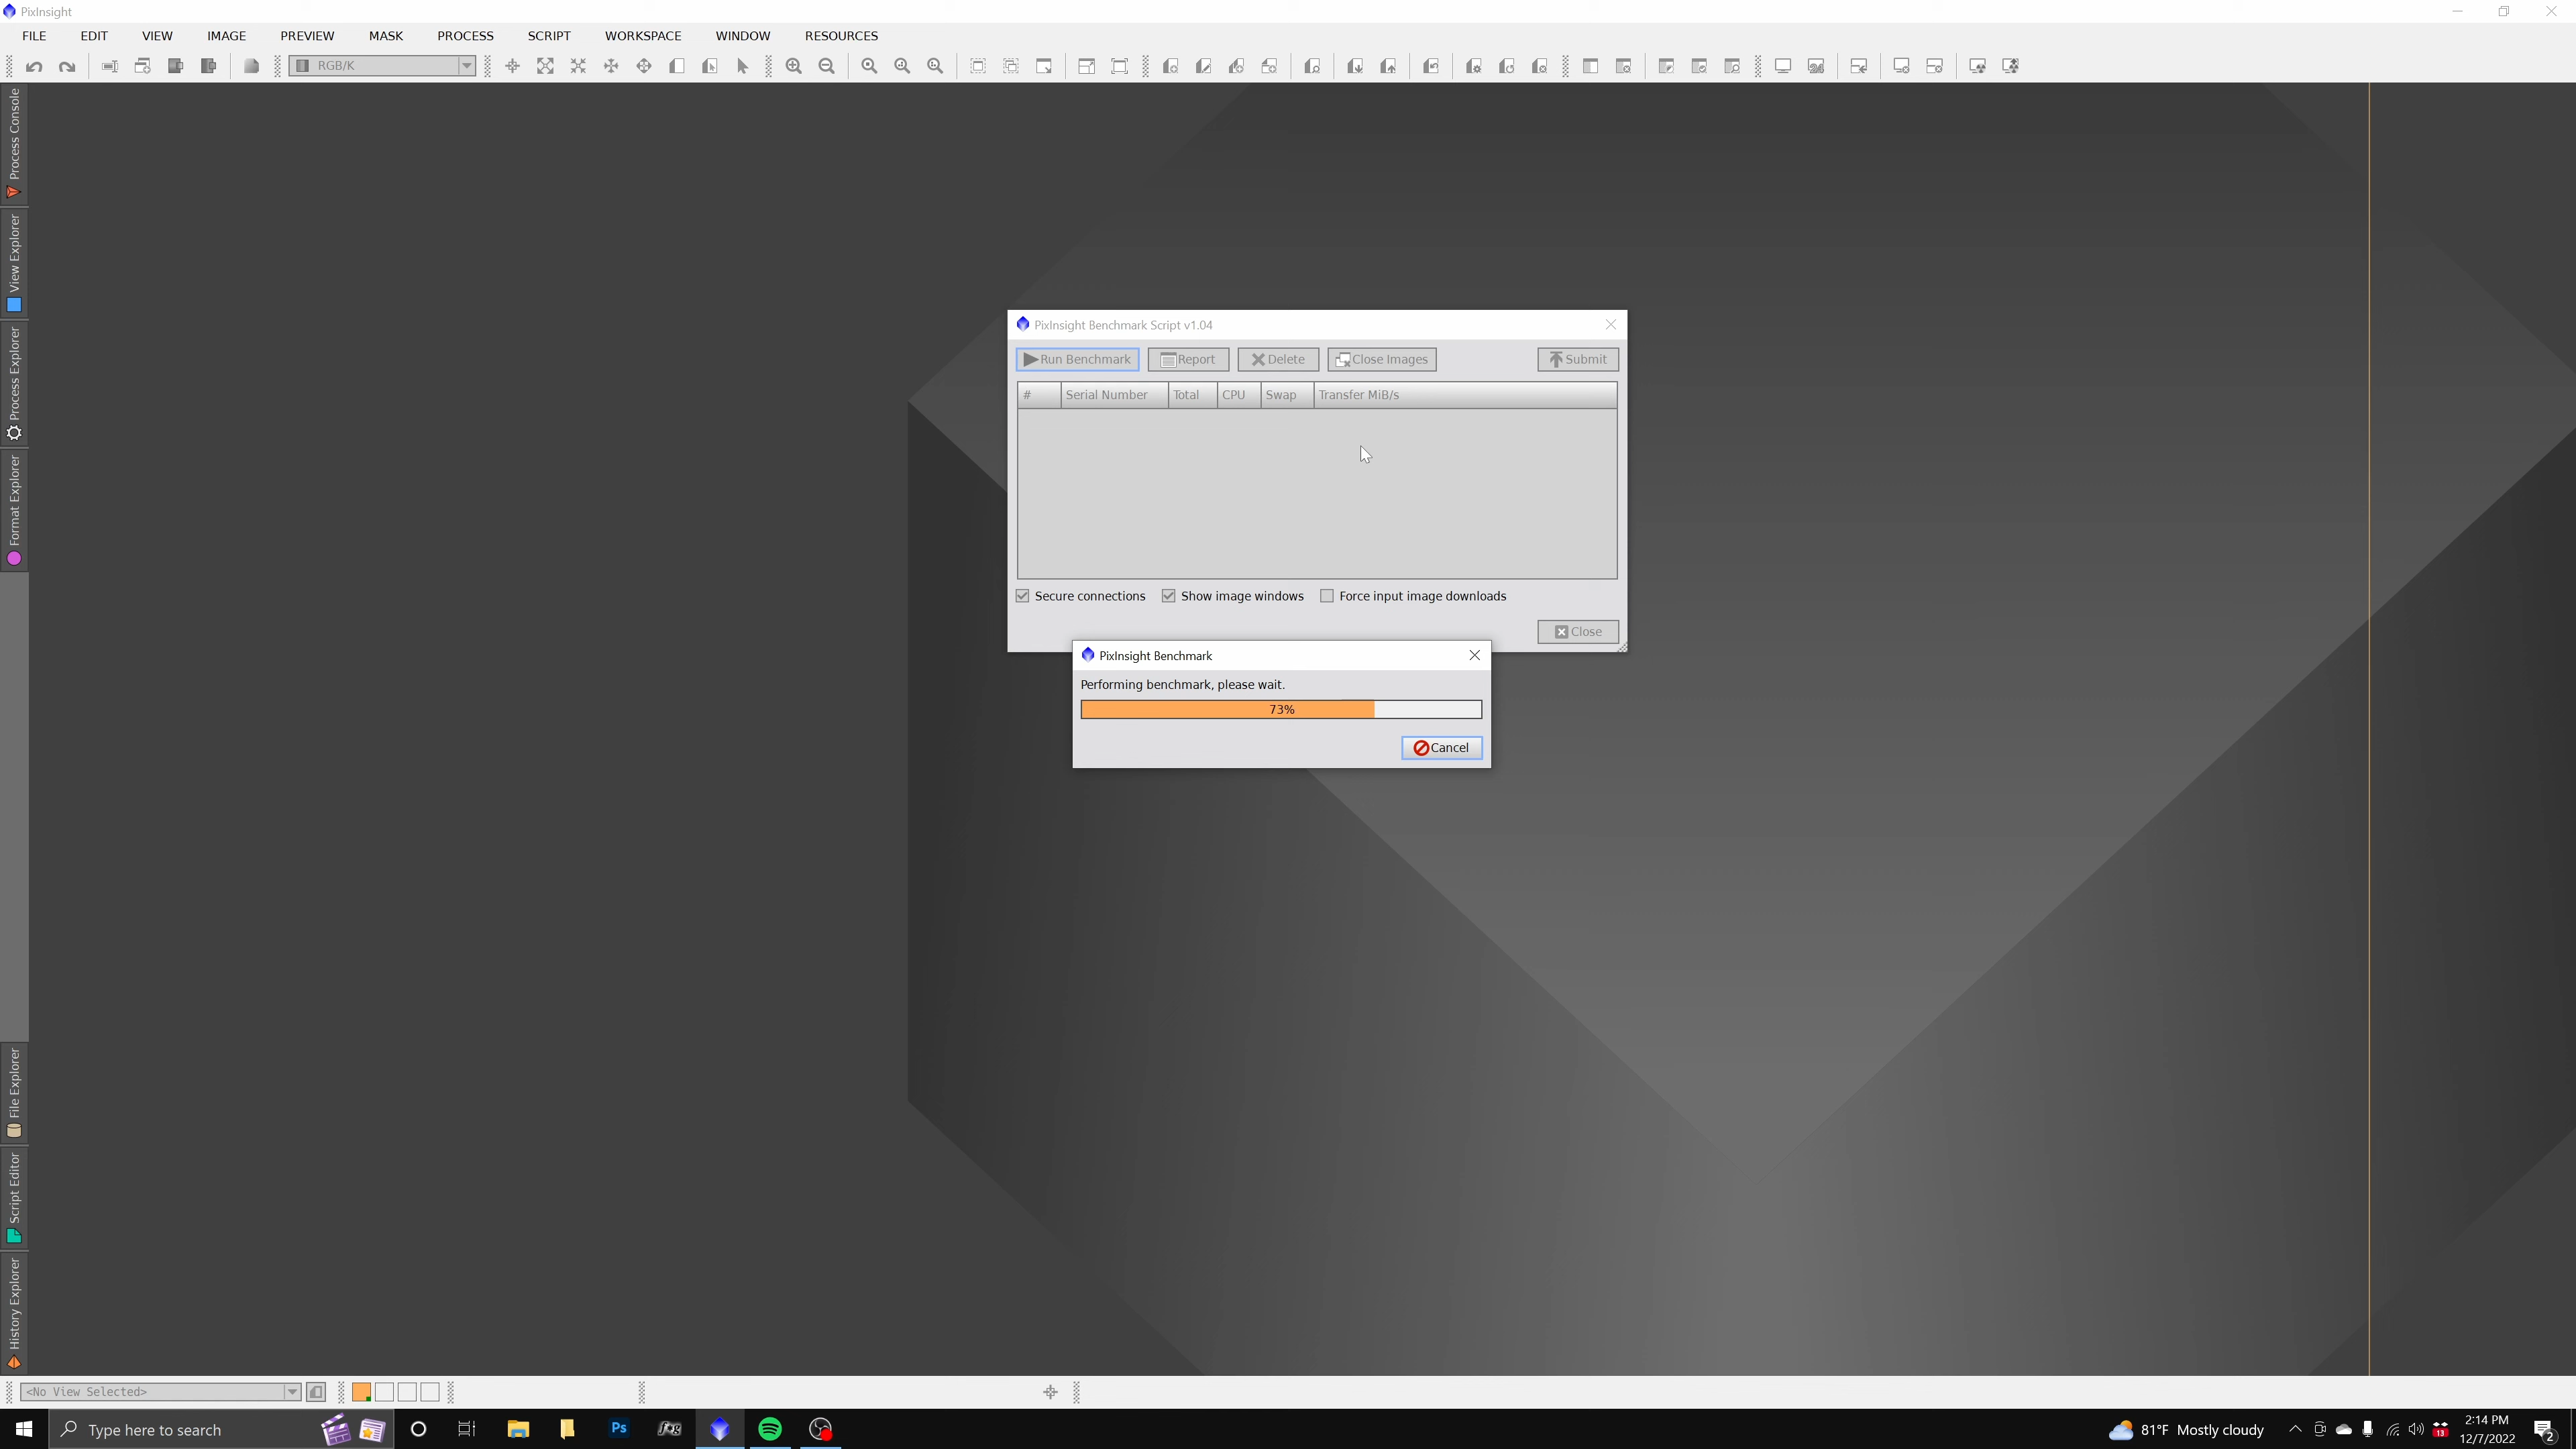 PixInsight
FILE EDIT VIEW IMAGE PREVIEW MASK PROCESS SCRIPT WORKSPACE WINDOW RESOURCES
RGB/K
Process Console
View Explorer
Process Explorer
Format Explorer
File Explorer
Script Editor
History Explorer
PixInsight Benchmark Script v1.04
Run Benchmark Report Delete Close Images Submit
# Serial Number Total CPU Swap Transfer MiB/s
Secure connections Show image windows Force input image downloads
Close
PixInsight Benchmark
Performing benchmark, please wait.
73%
Cancel
<No View Selected>
Type here to search
Ps
81°F Mostly cloudy
13
2:14 PM
12/7/2022
2